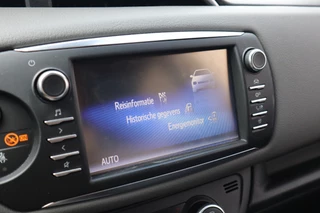 Reisinformatie
Historische gegevens
Energiemonitor
AUTO